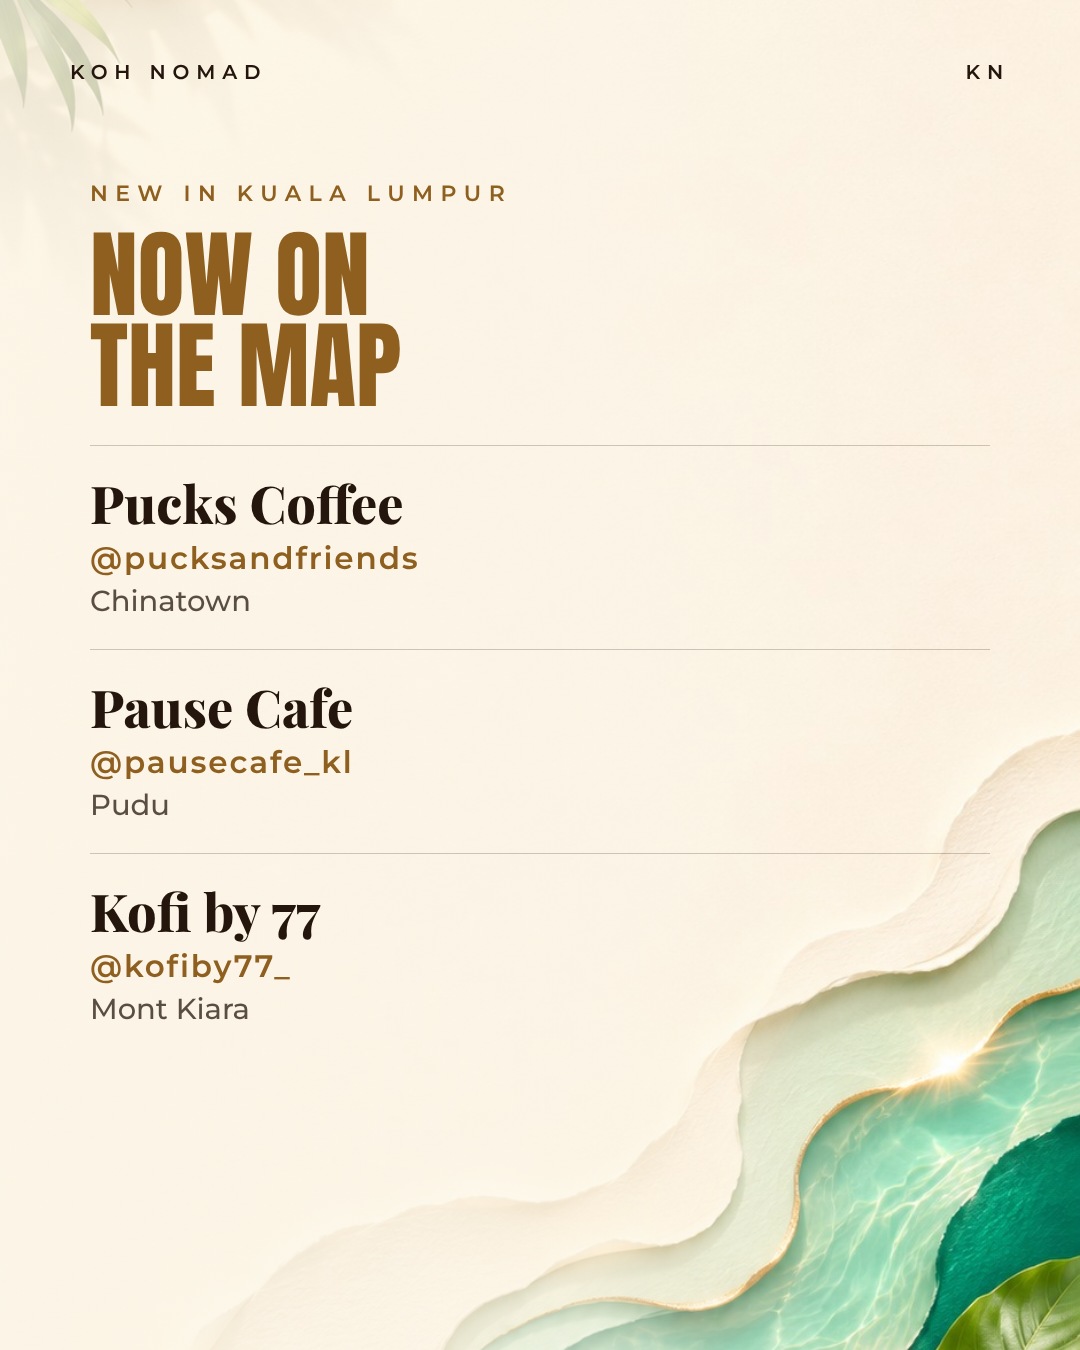 KOH NOMAD
KN
NEW IN KUALA LUMPUR
NOW ON
THE MAP
Pucks Coffee
@pucksandfriends
Chinatown
Pause Cafe
@pausecafe_kl
Pudu
Kofi by 77
@kofiby77_
Mont Kiara